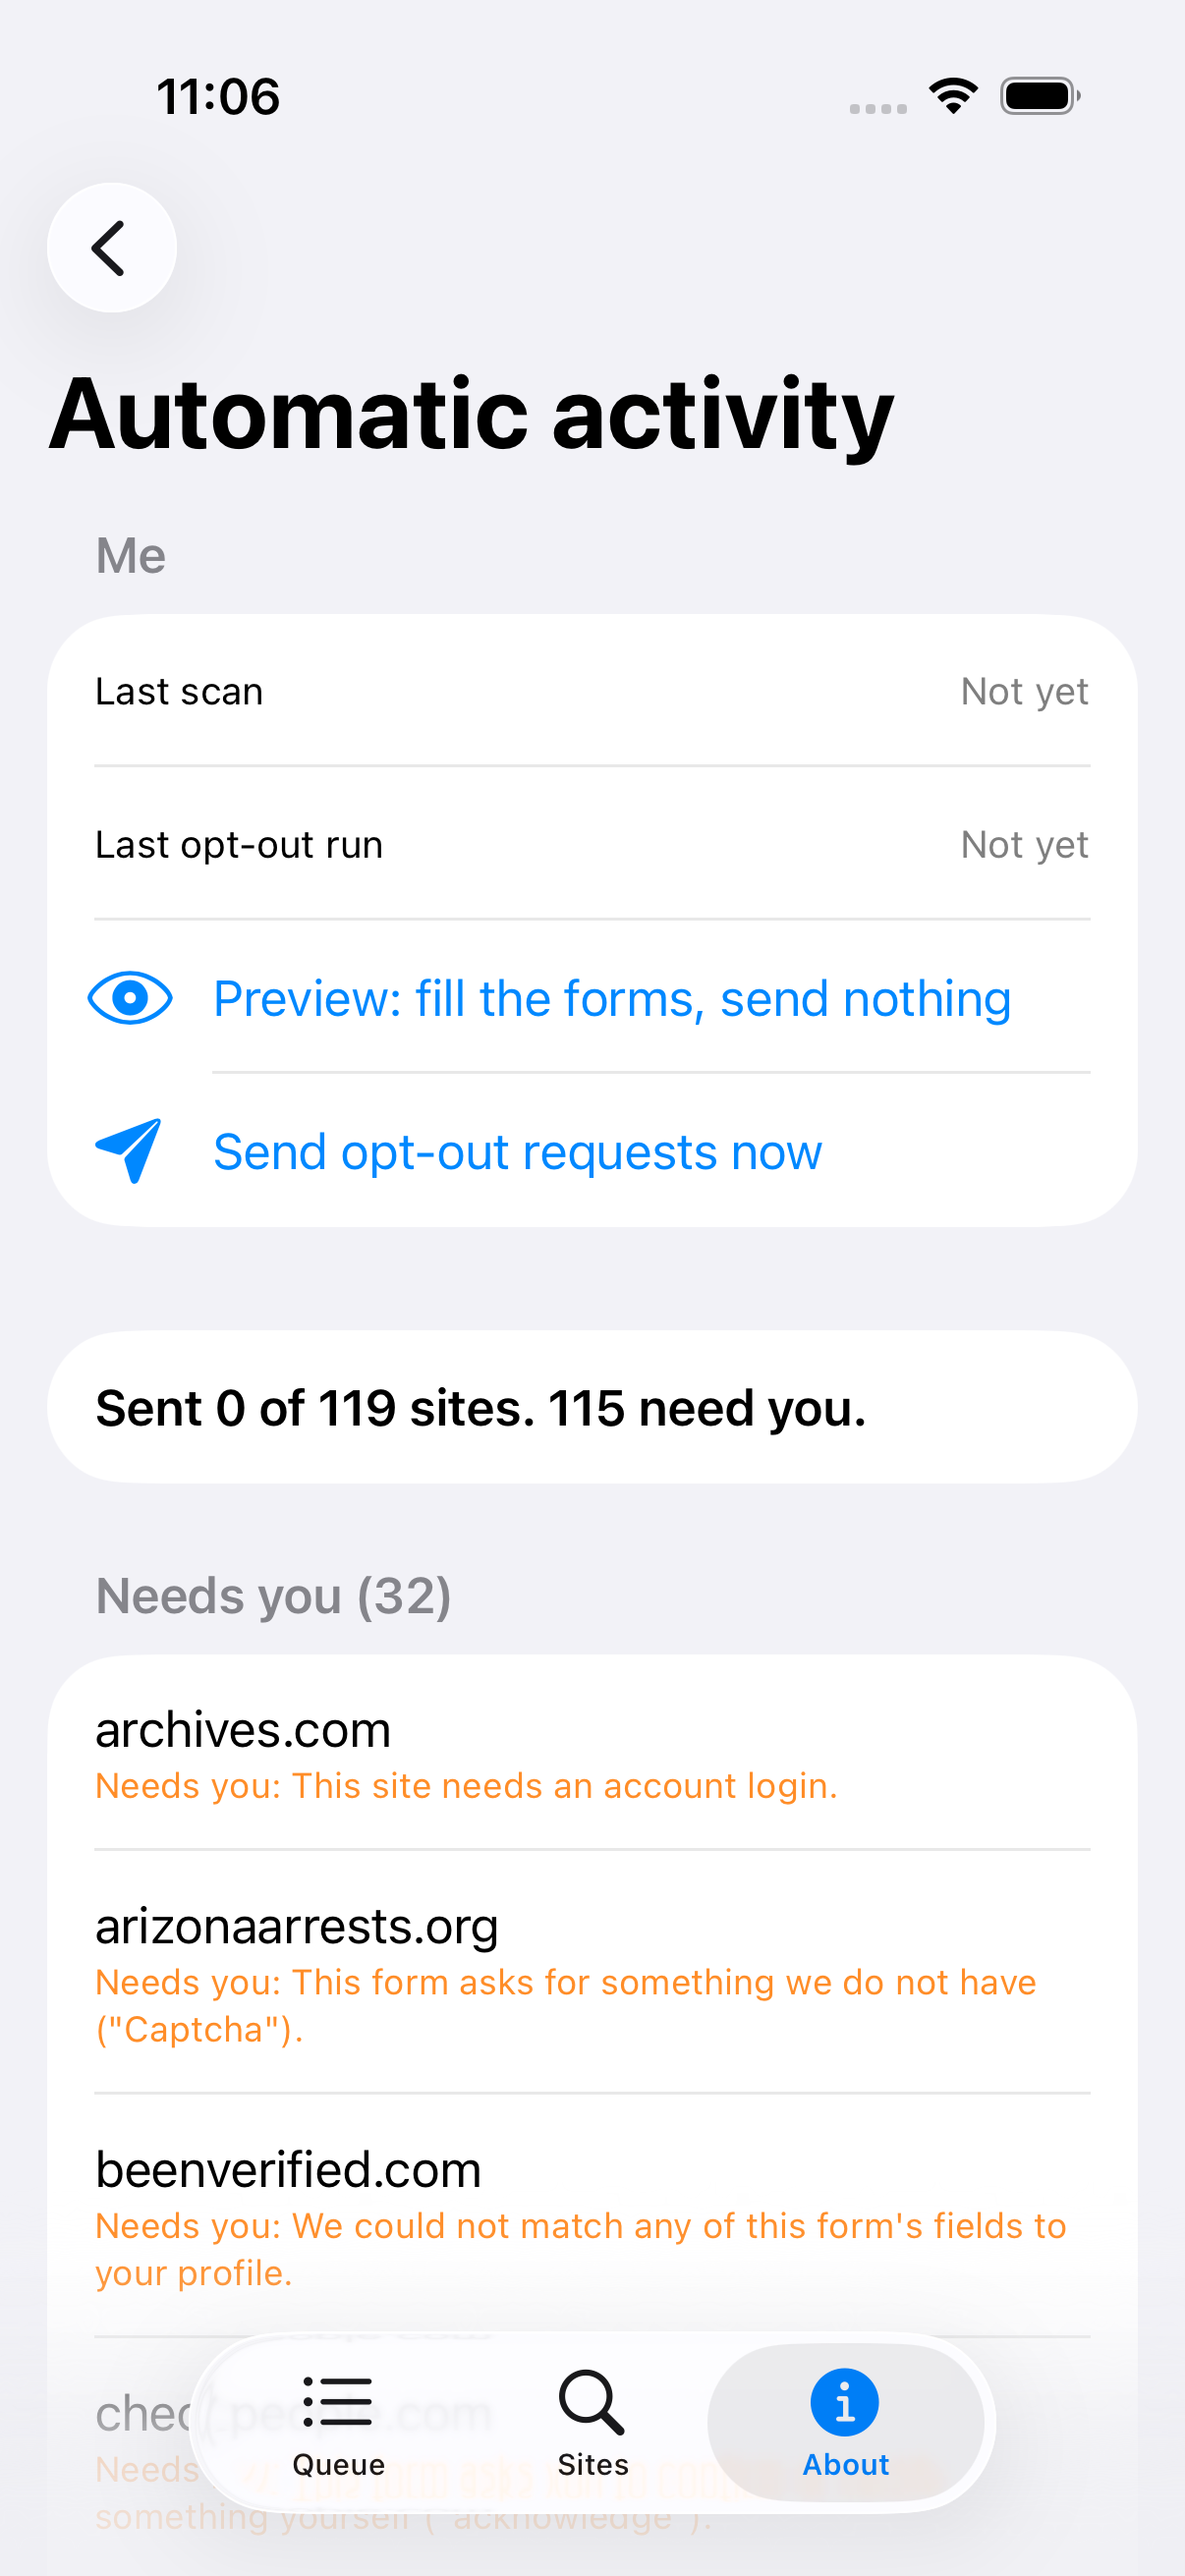 11:06
Automatic activity
Me
Last scan
Not yet
Last opt-out run
Not yet
Preview: fill the forms, send nothing
Send opt-out requests now
Sent 0 of 119 sites. 115 need you.
Needs you (32)
archives.com
Needs you: This site needs an account login.
arizonaarrests.org
Needs you: This form asks for something we do not have
("Captcha").
beenverified.com
Needs you: We could not match any of this form's fields to
your profile.
Needs
something yourself ("acknowledge").
Queue
Sites
About